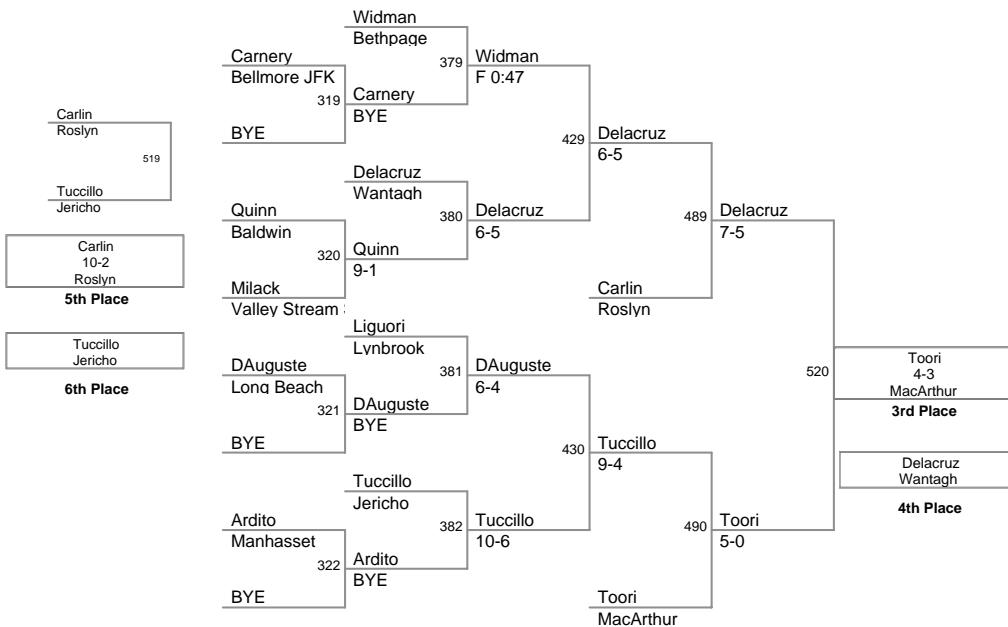 Widman
Bethpage
Carnery
Bellmore JFK
379
Widman
F 0:47
319
Carnery
BYE
BYE
Carlin
Roslyn
519
Tuccillo
Jericho
429
Delacruz
6-5
Delacruz
Wantagh
Quinn
Baldwin
380
Delacruz
6-5
320
Quinn
9-1
Milack
Valley Stream
489
Delacruz
7-5
Carlin
Roslyn
Carlin
10-2
Roslyn
5th Place
Tuccillo
Jericho
6th Place
Liguori
Lynbrook
DAuguste
Long Beach
381
DAuguste
6-4
321
DAuguste
BYE
BYE
430
Tuccillo
9-4
Tuccillo
Jericho
Ardito
Manhasset
382
Tuccillo
10-6
322
Ardito
BYE
BYE
490
Toori
5-0
Toori
MacArthur
520
Toori
4-3
MacArthur
3rd Place
Delacruz
Wantagh
4th Place